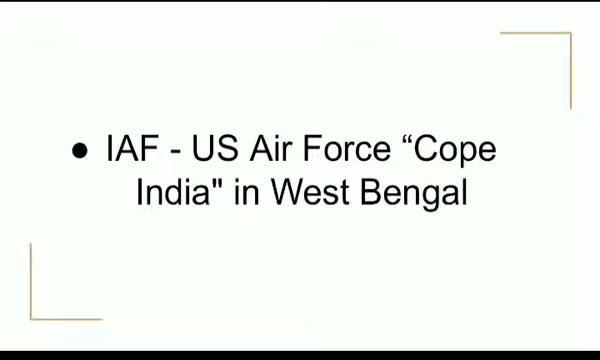 ● IAF - US Air Force “Cope
India" in West Bengal